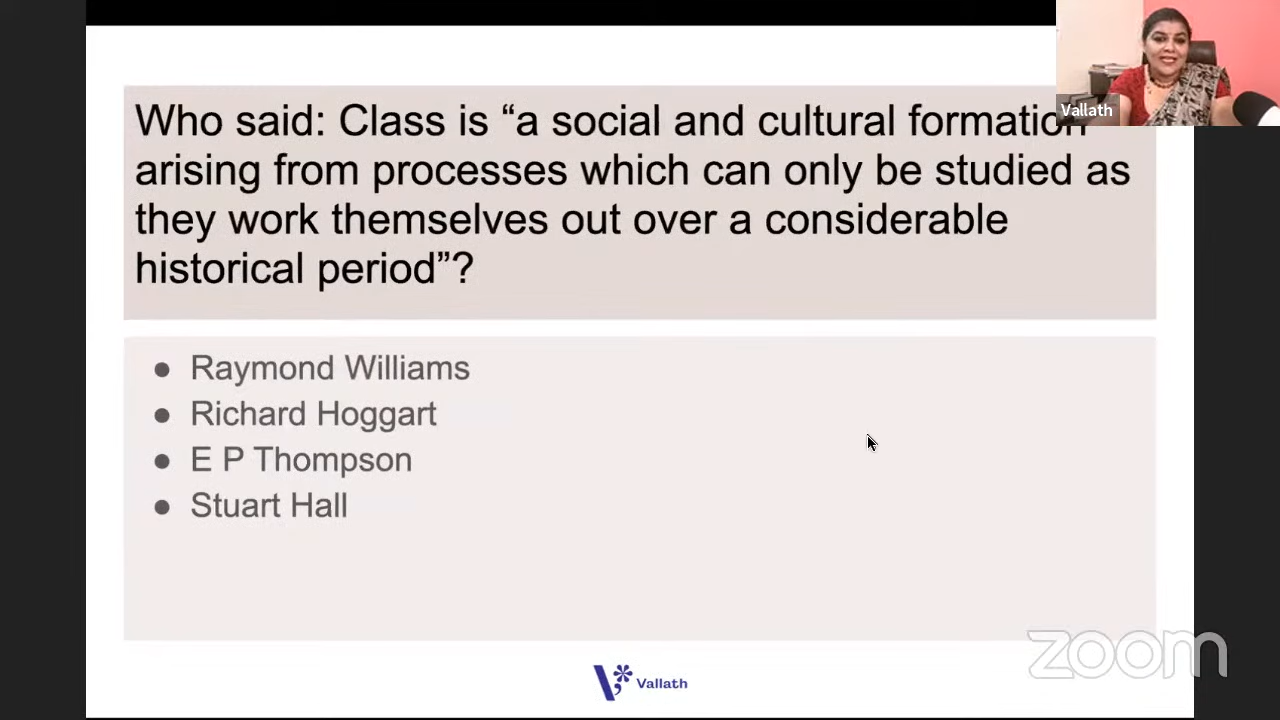 Who said: Class is “a social and cultural formation
arising from processes which can only be studied as
they work themselves out over a considerable
historical period”?
● Raymond Williams
● Richard Hoggart
● E P Thompson
● Stuart Hall
Vallath
zoom
Vallath